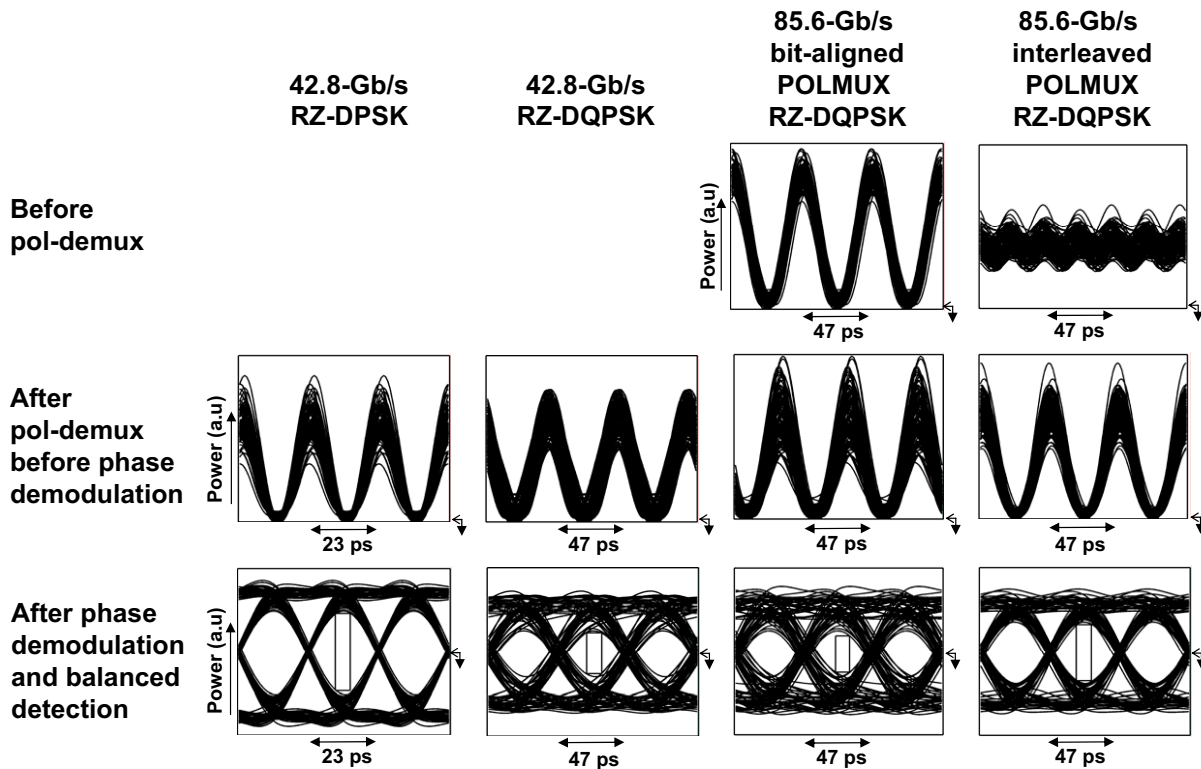 42.8-Gb/s
RZ-DPSK
42.8-Gb/s
RZ-DQPSK
85.6-Gb/s
bit-aligned
POLMUX
RZ-DQPSK
85.6-Gb/s
interleaved
POLMUX
RZ-DQPSK
Before
pol-demux
Power (a.u)
47 ps
47 ps
After
pol-demux
before phase
demodulation
Power (a.u)
23 ps
47 ps
47 ps
47 ps
After phase
demodulation
and balanced
detection
Power (a.u)
23 ps
47 ps
47 ps
47 ps